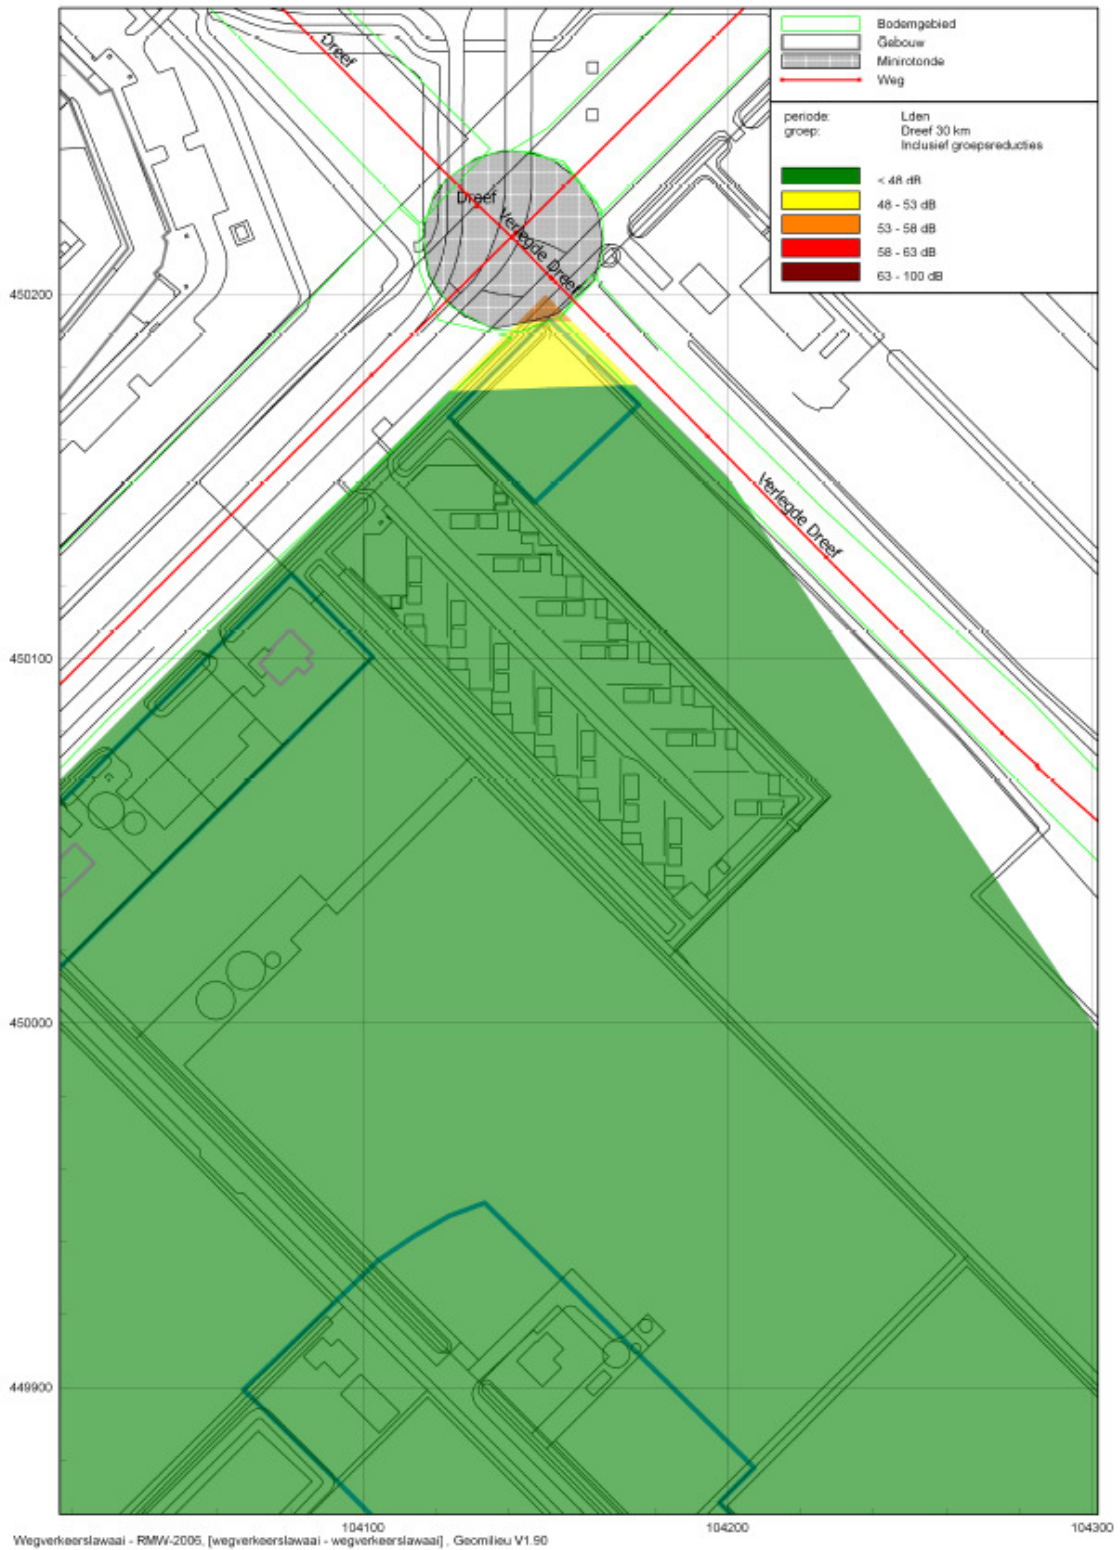 Bodemgebied
Gebouw
Minirotonde
Weg
periode: Lden
groep: Dreef 30 km
Inclusief groepsreducties
< 48 dB
48 - 53 dB
53 - 58 dB
58 - 63 dB
63 - 100 dB
Dreef
Dreef
Verlegde Dreef
Verlegde Dreef
450200
450100
450000
449900
104100
104200
104300
Wegverkeerslawaai - RMW-2006, [wegverkeerslawaai - wegverkeerslawaai] , Geomilieu V1.90